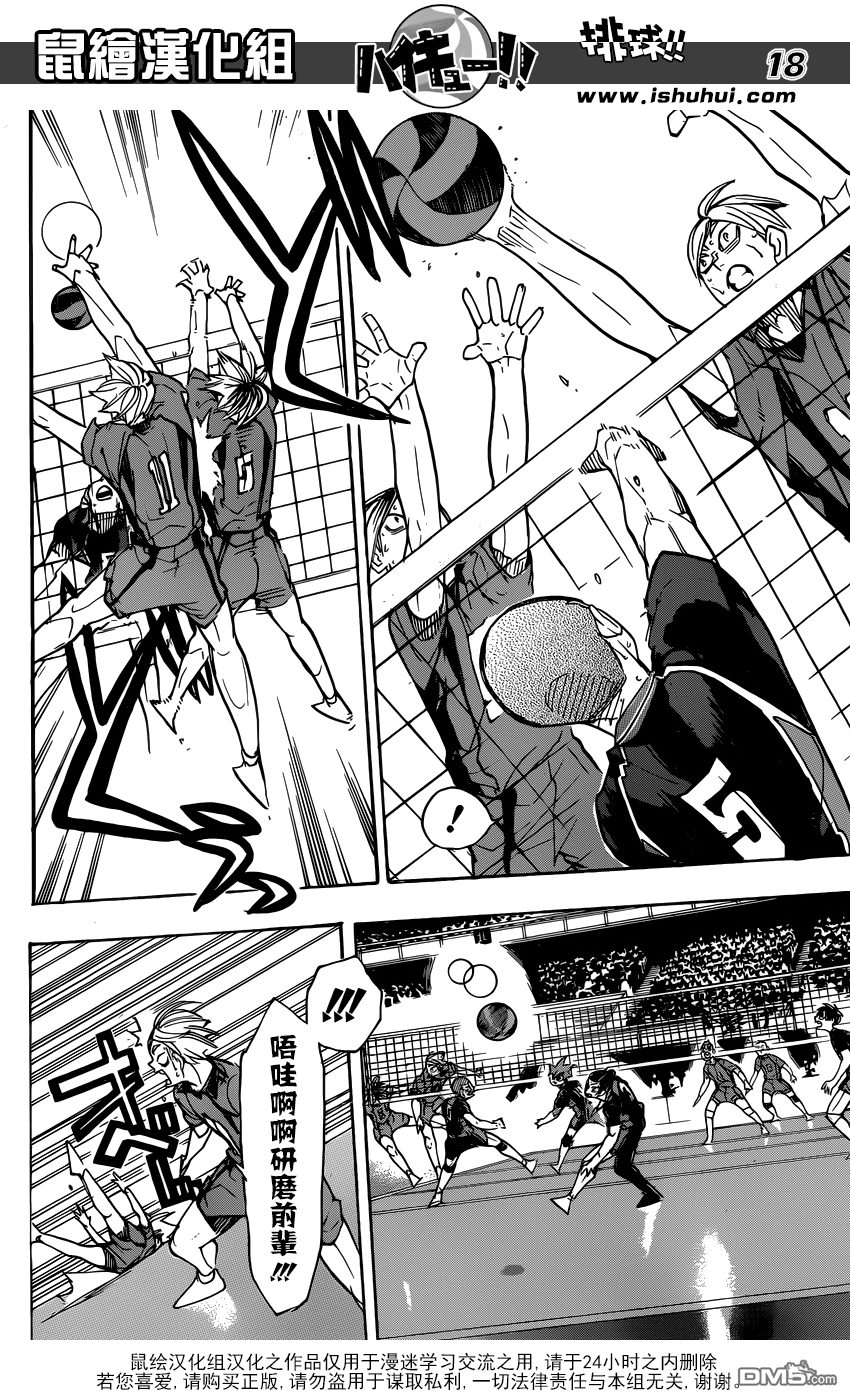 鼠繪漢化組
ハイキュー!!
排球!!
18
www.ishuhui.com
11
5
!
5
!!!
唔哇啊啊研磨前輩!!!
鼠绘汉化组汉化之作品仅用于漫迷学习交流之用,请于24小时之内删除
若您喜爱,请购买正版,请勿盗用于谋取私利,一切法律责任与本组无关,谢谢.
DM5.com